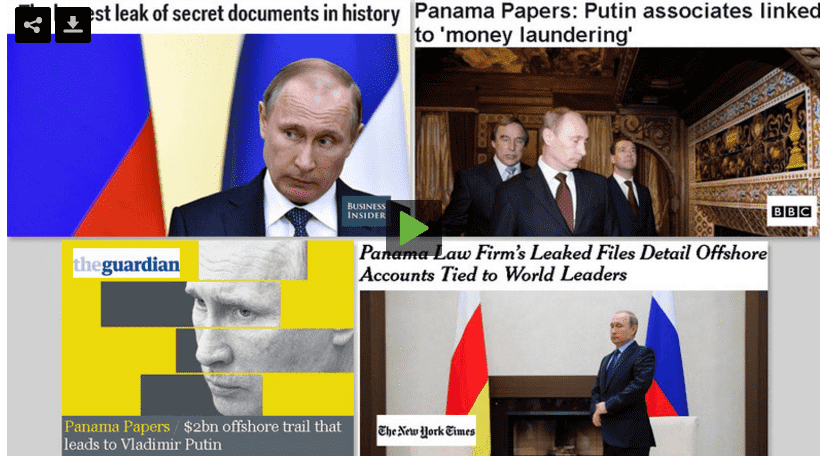 est leak of secret documents in history
Panama Papers: Putin associates linked
to 'money laundering'
BUSINESS
INSIDER
BBC
theguardian
Panama Law Firm's Leaked Files Detail Offshore
Accounts Tied to World Leaders
Panama Papers / $2bn offshore trail that
leads to Vladimir Putin
The New York Times